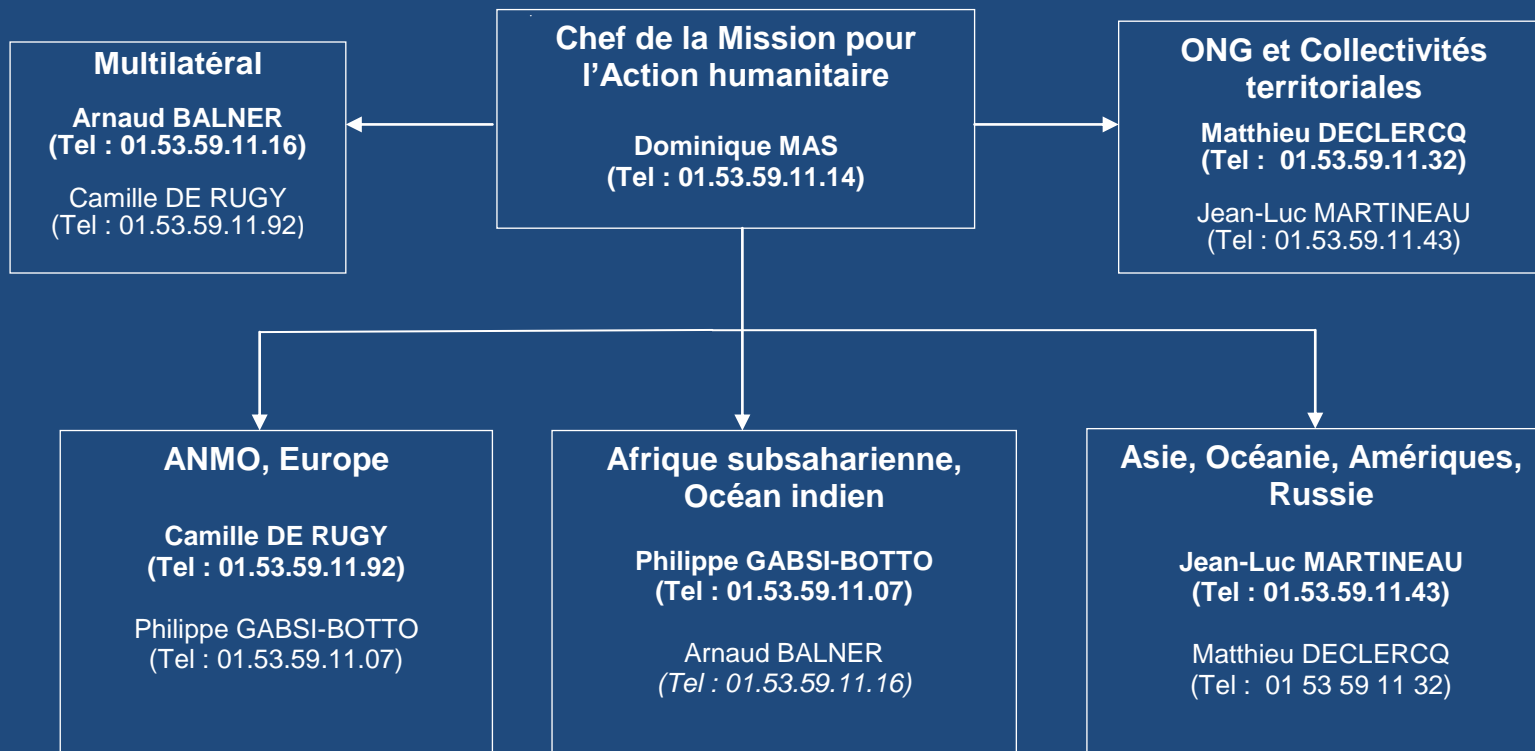 Multilatéral
Arnaud BALNER
(Tel : 01.53.59.11.16)
Camille DE RUGY
(Tel : 01.53.59.11.92)
Chef de la Mission pour
l’Action humanitaire
Dominique MAS
(Tel : 01.53.59.11.14)
ONG et Collectivités
territoriales
Matthieu DECLERCQ
(Tel :  01.53.59.11.32)
Jean-Luc MARTINEAU
(Tel : 01.53.59.11.43)
ANMO, Europe
Camille DE RUGY
(Tel : 01.53.59.11.92)
Philippe GABSI-BOTTO
(Tel : 01.53.59.11.07)
Afrique subsaharienne,
Océan indien
Philippe GABSI-BOTTO
(Tel : 01.53.59.11.07)
Arnaud BALNER
(Tel : 01.53.59.11.16)
Asie, Océanie, Amériques,
Russie
Jean-Luc MARTINEAU
(Tel : 01.53.59.11.43)
Matthieu DECLERCQ
(Tel :  01 53 59 11 32)